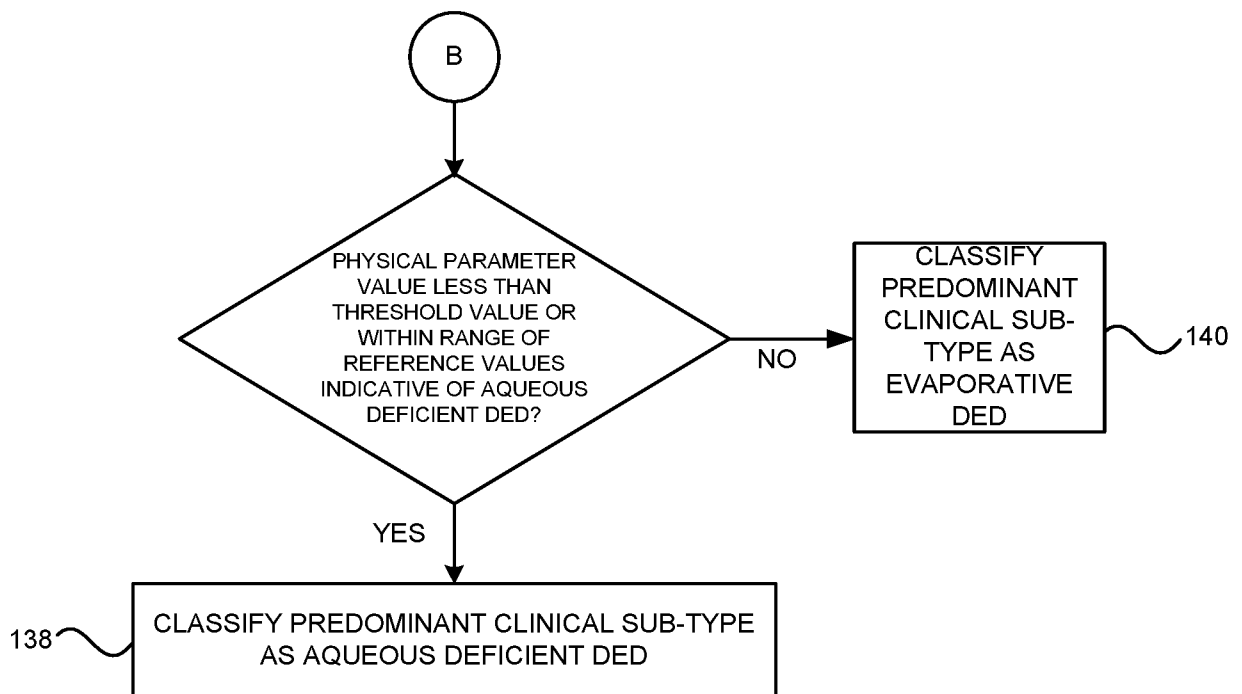 B
PHYSICAL PARAMETER
VALUE LESS THAN
THRESHOLD VALUE OR
WITHIN RANGE OF
REFERENCE VALUES
INDICATIVE OF AQUEOUS
DEFICIENT DED?
NO
CLASSIFY
PREDOMINANT
CLINICAL SUB-
TYPE AS
EVAPORATIVE
DED
140
YES
138
CLASSIFY PREDOMINANT CLINICAL SUB-TYPE
AS AQUEOUS DEFICIENT DED